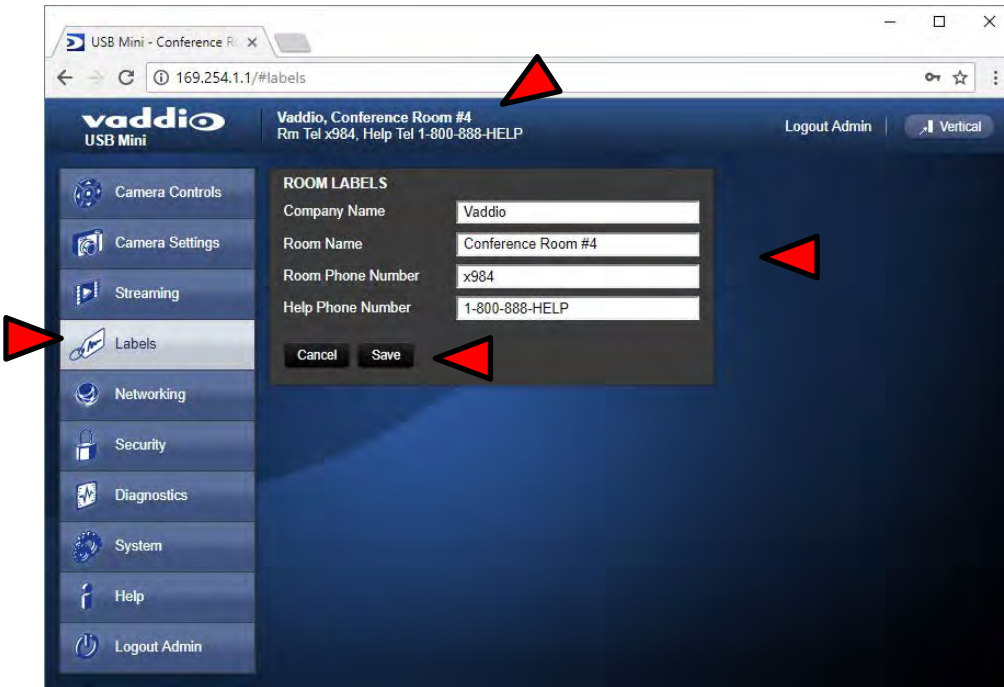 USB Mini - Conference R
169.254.1.1/#labels
vaddio
USB Mini
Vaddio, Conference Room #4
Rm Tel x984, Help Tel 1-800-888-HELP
Logout Admin
Vertical
Camera Controls
Camera Settings
Streaming
Labels
Networking
Security
Diagnostics
System
Help
Logout Admin
ROOM LABELS
Company Name Vaddio
Room Name Conference Room #4
Room Phone Number x984
Help Phone Number 1-800-888-HELP
Cancel Save